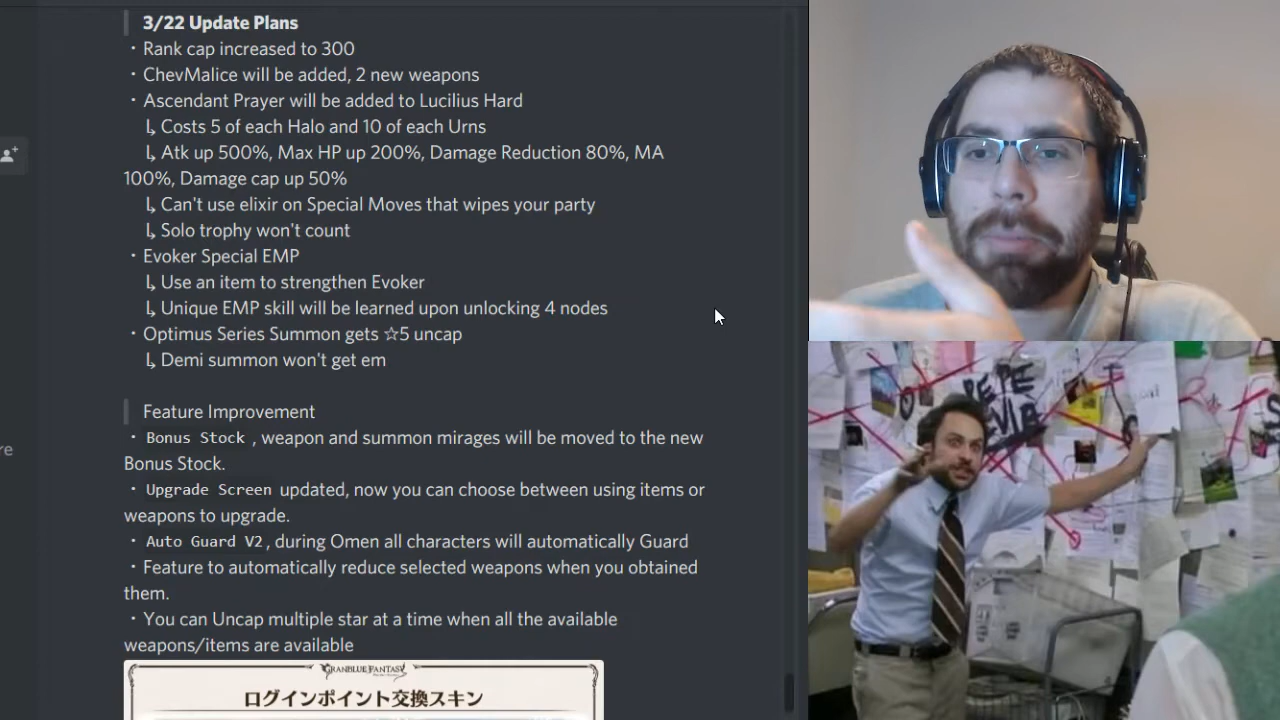 3/22 Update Plans
・Rank cap increased to 300
・ChevMalice will be added, 2 new weapons
・Ascendant Prayer will be added to Lucilius Hard
↳ Costs 5 of each Halo and 10 of each Urns
↳ Atk up 500%, Max HP up 200%, Damage Reduction 80%, MA
100%, Damage cap up 50%
↳ Can't use elixir on Special Moves that wipes your party
↳ Solo trophy won't count
・Evoker Special EMP
↳ Use an item to strengthen Evoker
↳ Unique EMP skill will be learned upon unlocking 4 nodes
・Optimus Series Summon gets ☆5 uncap
↳ Demi summon won't get em
Feature Improvement
・Bonus Stock , weapon and summon mirages will be moved to the new
Bonus Stock.
re
・Upgrade Screen updated, now you can choose between using items or
weapons to upgrade.
・Auto Guard V2, during Omen all characters will automatically Guard
・Feature to automatically reduce selected weapons when you obtained
them.
・You can Uncap multiple star at a time when all the available
weapons/items are available
GRANBLUE FANTASY
ログインポイント交換スキン
PEPE
SILVIA